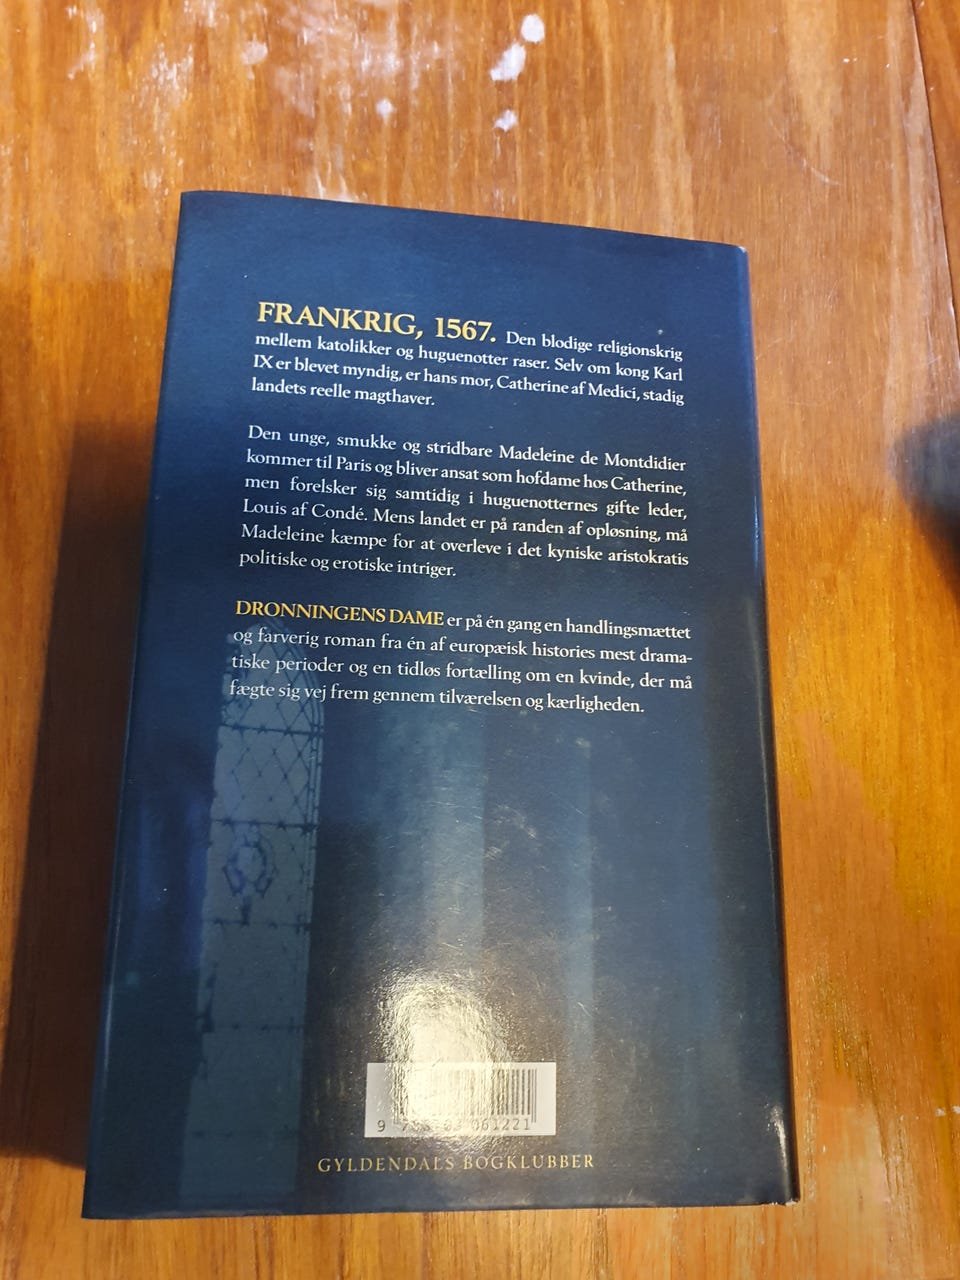 FRANKRIG, 1567. Den blodige religionskrig
mellem katolikker og huguenotter raser. Selv om kong Karl
IX er blevet myndig, er hans mor, Catherine af Medici, stadig
landets reelle magthaver.
Den unge, smukke og stridbare Madeleine de Montdidier
kommer til Paris og bliver ansat som hofdame hos Catherine,
men forelsker sig samtidig i huguenotternes gifte leder,
Louis af Condé. Mens landet er på randen af opløsning, må
Madeleine kæmpe for at overleve i det kyniske aristokratis
politiske og erotiske intriger.
DRONNINGENS DAME er på én gang en handlingsmættet
og farverig roman fra én af europæisk histories mest drama-
tiske perioder og en tidløs fortælling om en kvinde, der må
fægte sig vej frem gennem tilværelsen og kærligheden.
9 061221
GYLDENDALS BOGKLUBBER